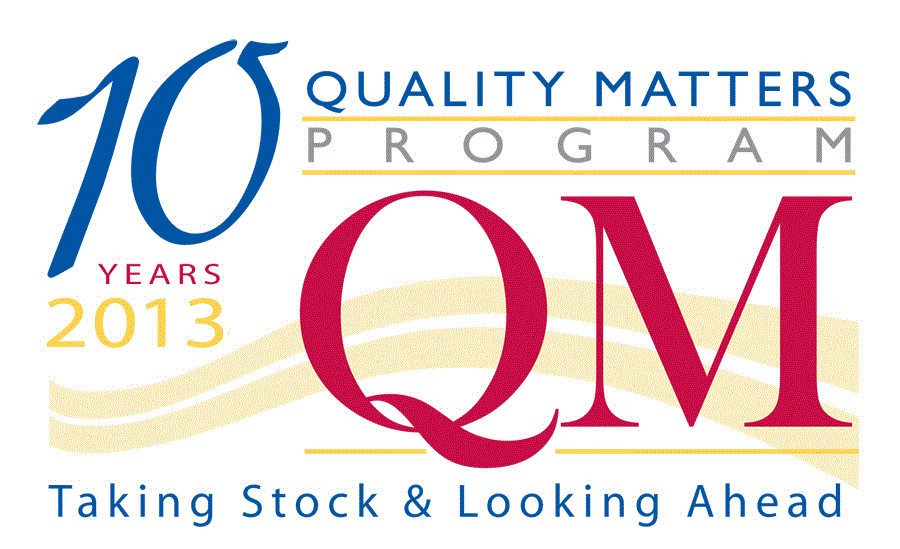 10
YEARS
2013
QUALITY MATTERS
PROGRAM
QM
Taking Stock & Looking Ahead